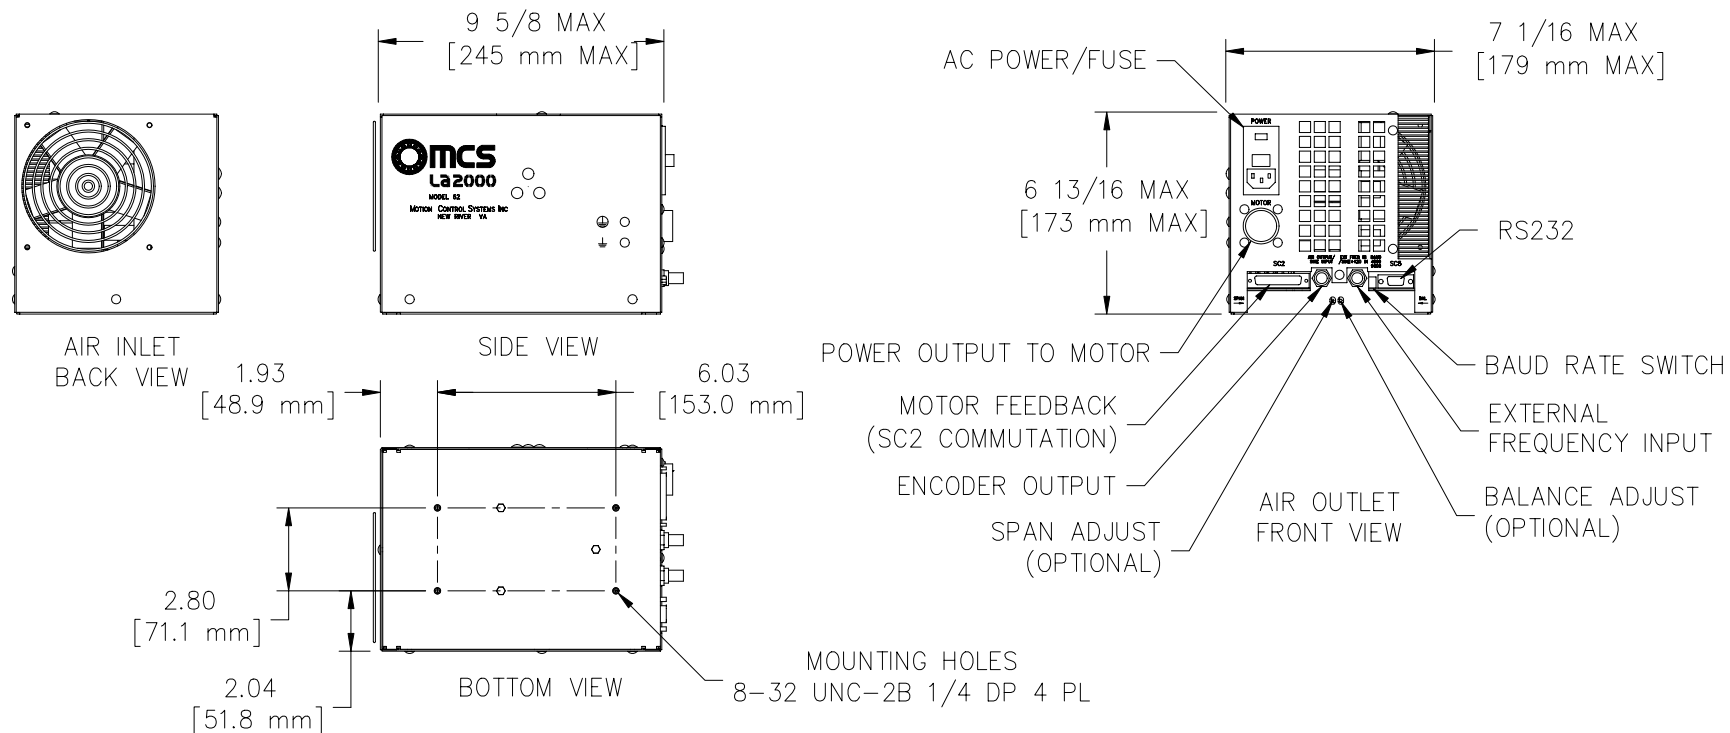 9 5/8 MAX
[245 mm MAX]
7 1/16 MAX
[179 mm MAX]
AC POWER/FUSE
6 13/16 MAX
[173 mm MAX]
MCS
La2000
MODEL 62
MOTION CONTROL SYSTEMS INC
NEW RIVER VA
POWER
MOTOR
SC2
SC8
SPAN
BAL
RS232
AIR INLET
BACK VIEW
SIDE VIEW
POWER OUTPUT TO MOTOR
BAUD RATE SWITCH
1.93
[48.9 mm]
6.03
[153.0 mm]
MOTOR FEEDBACK
(SC2 COMMUTATION)
EXTERNAL
FREQUENCY INPUT
ENCODER OUTPUT
AIR OUTLET
FRONT VIEW
BALANCE ADJUST
(OPTIONAL)
SPAN ADJUST
(OPTIONAL)
2.80
[71.1 mm]
2.04
[51.8 mm]
BOTTOM VIEW
MOUNTING HOLES
8-32 UNC-2B 1/4 DP 4 PL